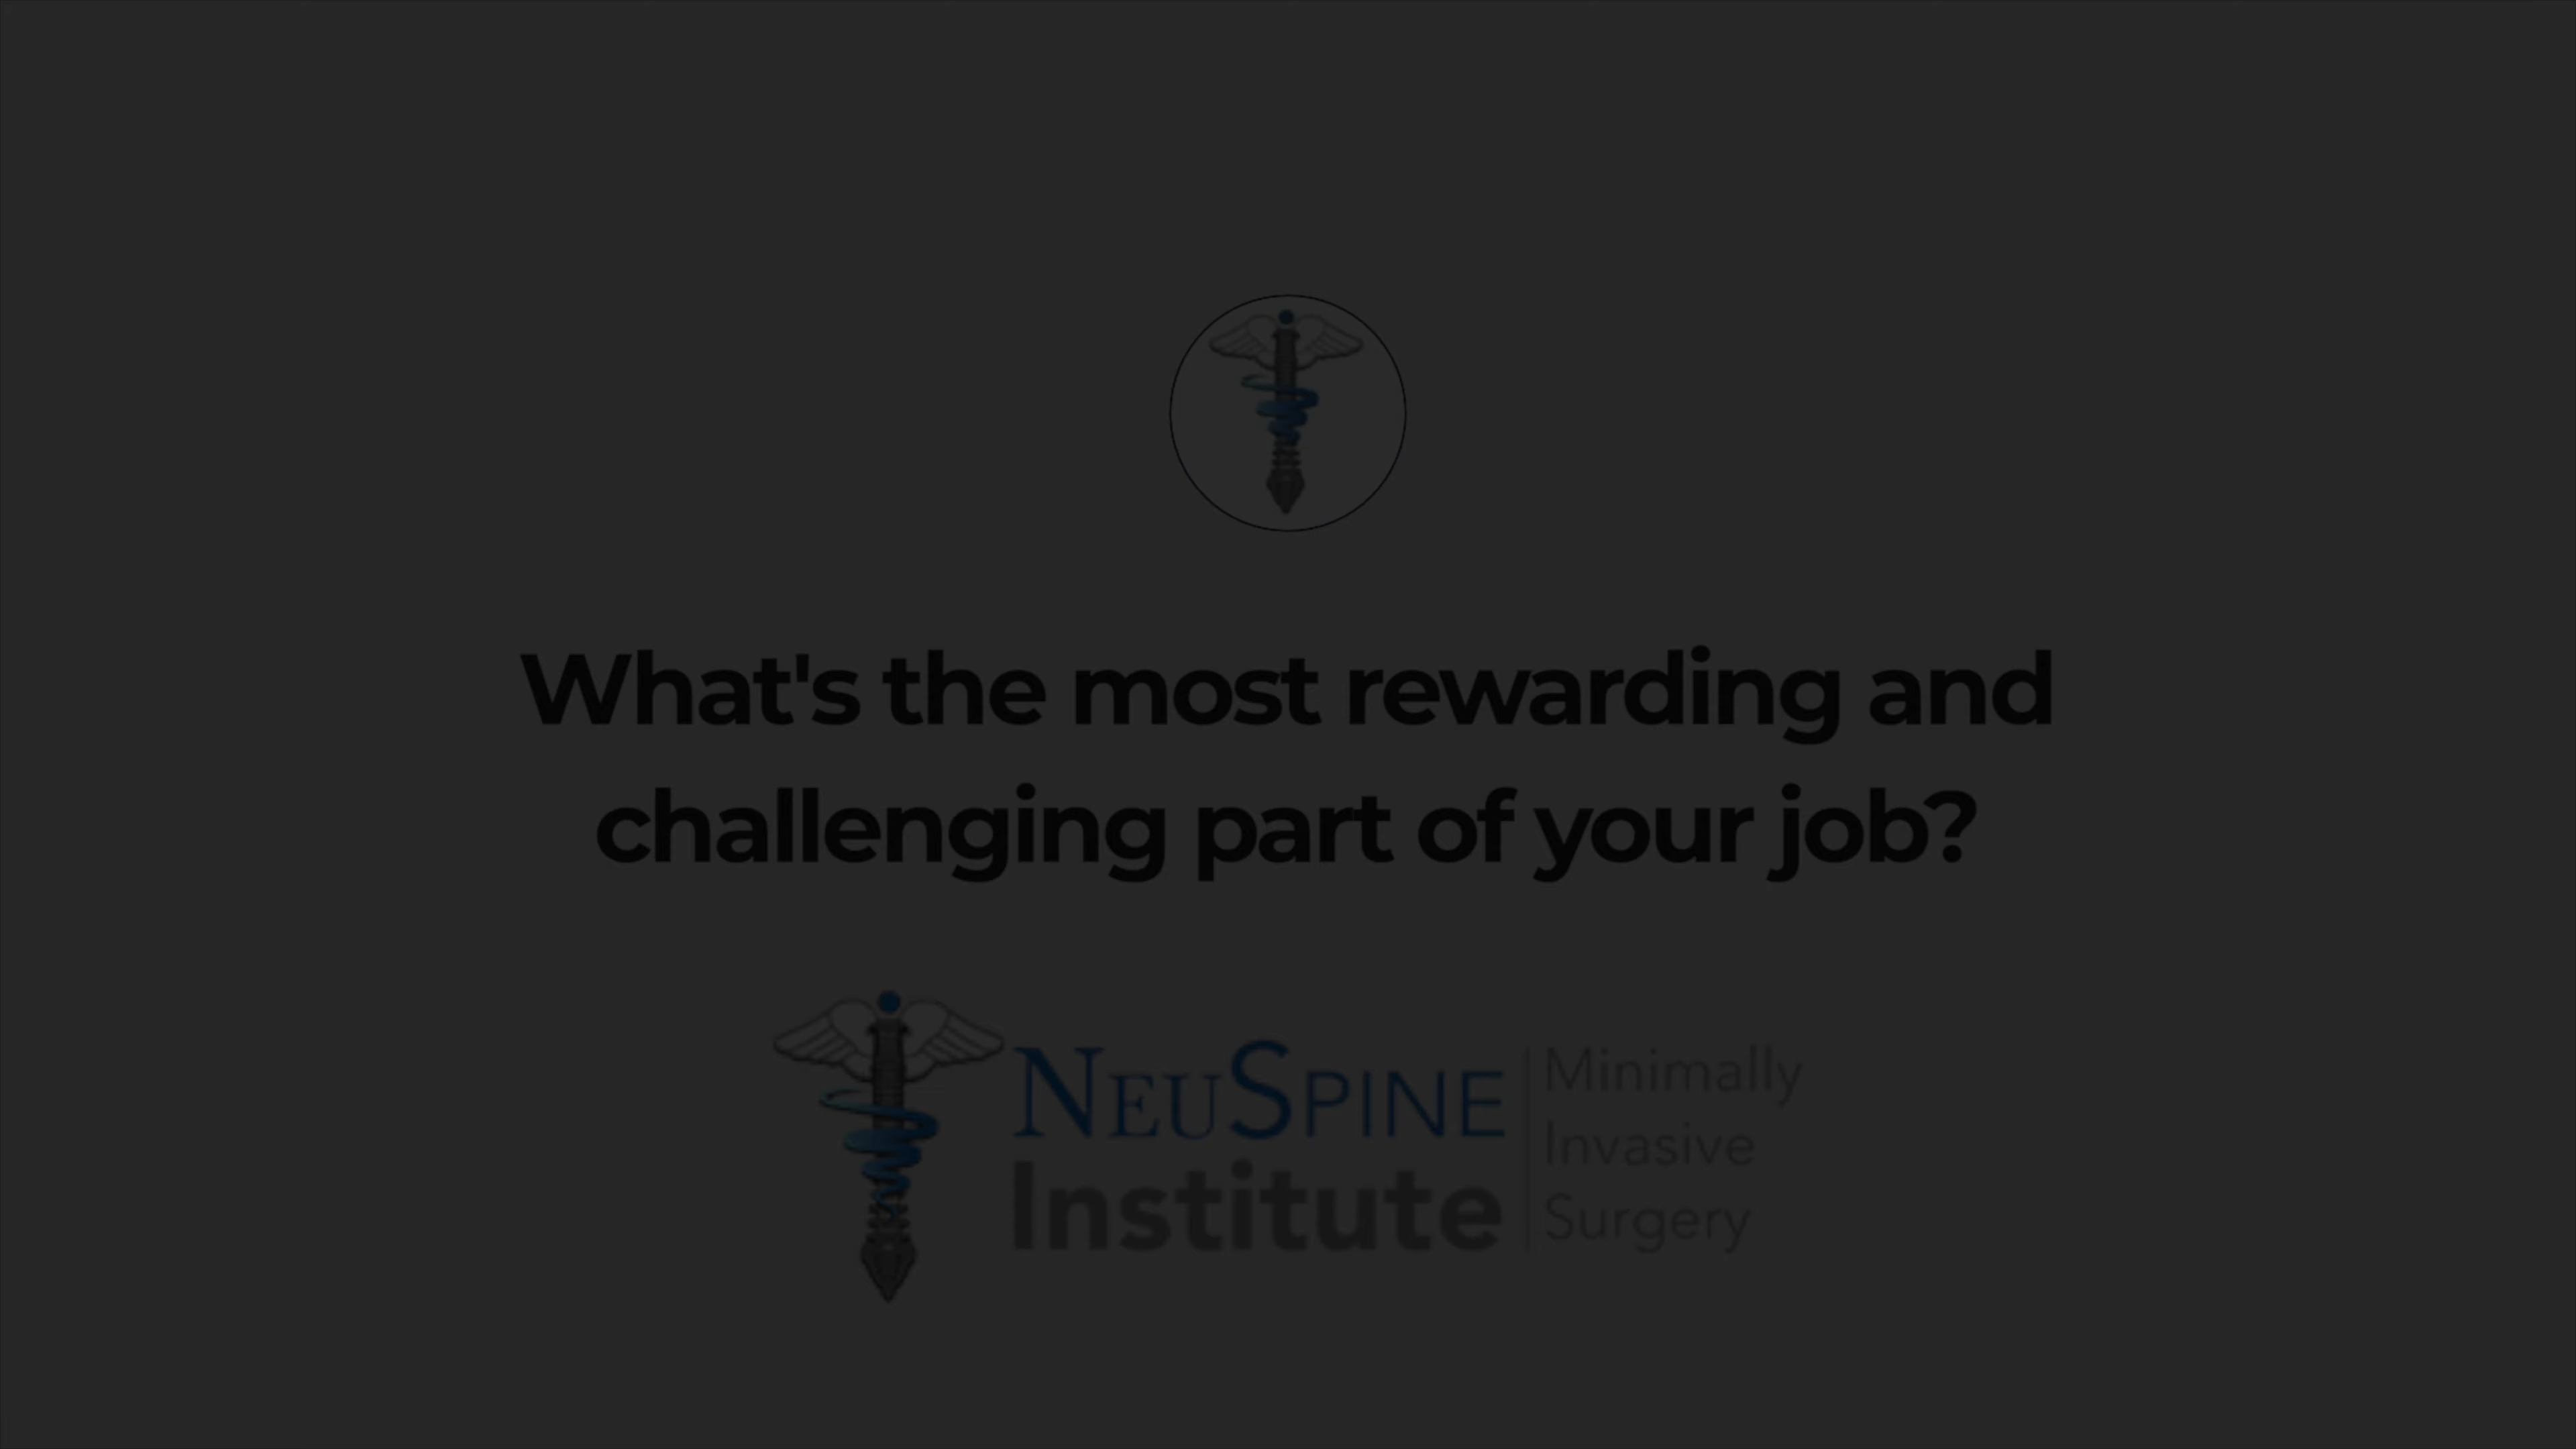 What's the most rewarding and
challenging part of your job?
NEUSPINE
Institute
Minimally
Invasive
Surgery